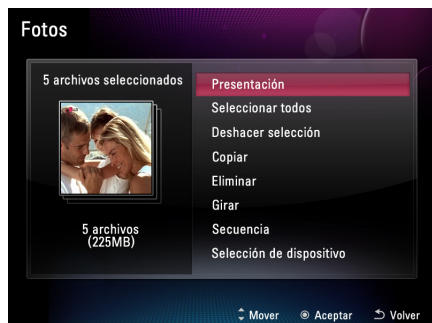 Fotos
5 archivos seleccionados
5 archivos
(225MB)
Presentación
Seleccionar todos
Deshacer selección
Copiar
Eliminar
Girar
Secuencia
Selección de dispositivo
Mover Aceptar Volver